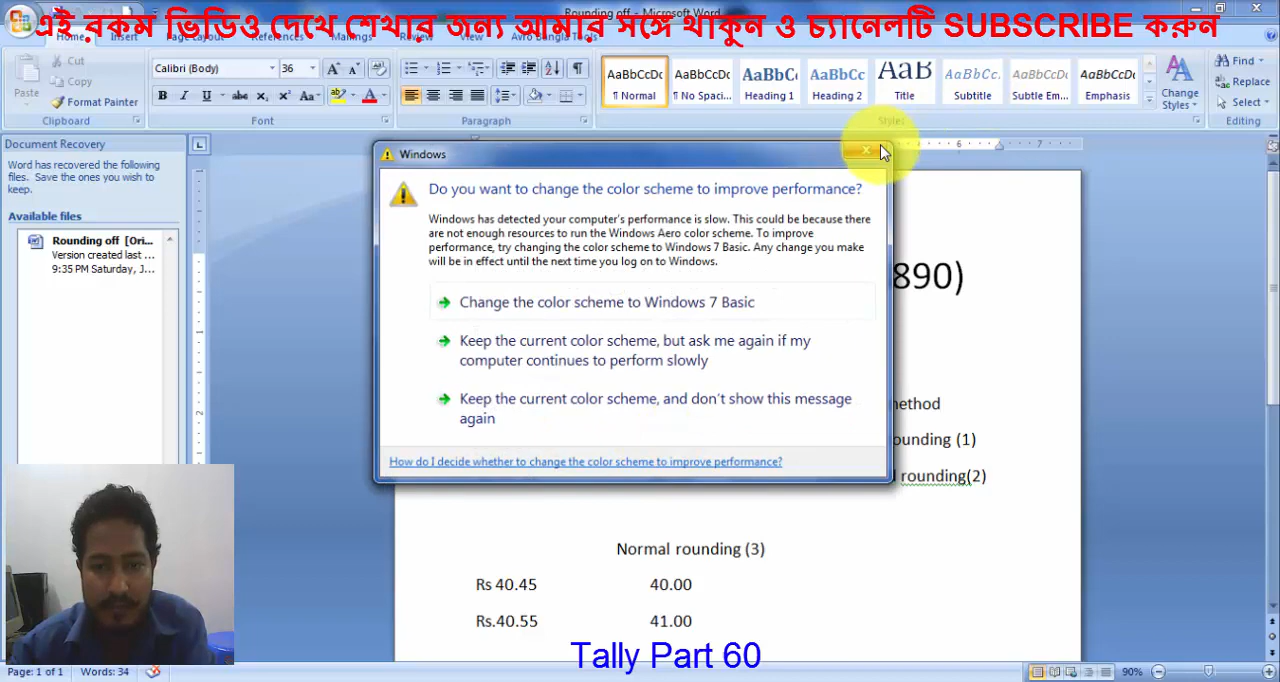 Rounding off - Microsoft Word
এই রকম ভিডিও দেখে শেখার জন্য আমার সঙ্গে থাকুন ও চ্যানেলটি SUBSCRIBE করুন
Home Insert Page Layout References Mailings Review View Avro Bangla Tools
Paste
Cut
Copy
Format Painter
Clipboard
Calibri (Body) 36
Font
Paragraph
AaBbCcDc AaBbCcDc AaBbC AaBbCc AaB AaBbCc. AaBbCcDc AaBbCcDc
¶ Normal ¶ No Spaci... Heading 1 Heading 2 Title Subtitle Subtle Em... Emphasis
Change Styles
Styles
Find
Replace
Select
Editing
Document Recovery
Word has recovered the following
files. Save the ones you wish to
keep.
Available files
Rounding off [Ori...
Version created last ...
9:35 PM Saturday, J...
Windows
Do you want to change the color scheme to improve performance?
Windows has detected your computer's performance is slow. This could be because there
are not enough resources to run the Windows Aero color scheme. To improve
performance, try changing the color scheme to Windows 7 Basic. Any change you make
will be in effect until the next time you log on to Windows.
Change the color scheme to Windows 7 Basic
Keep the current color scheme, but ask me again if my
computer continues to perform slowly
Keep the current color scheme, and don't show this message
again
How do I decide whether to change the color scheme to improve performance?
890)
ounding (1)
rounding(2)
Normal rounding (3)
Rs 40.45 40.00
Rs.40.55 41.00
Tally Part 60
Page: 1 of 1 Words: 34 90%